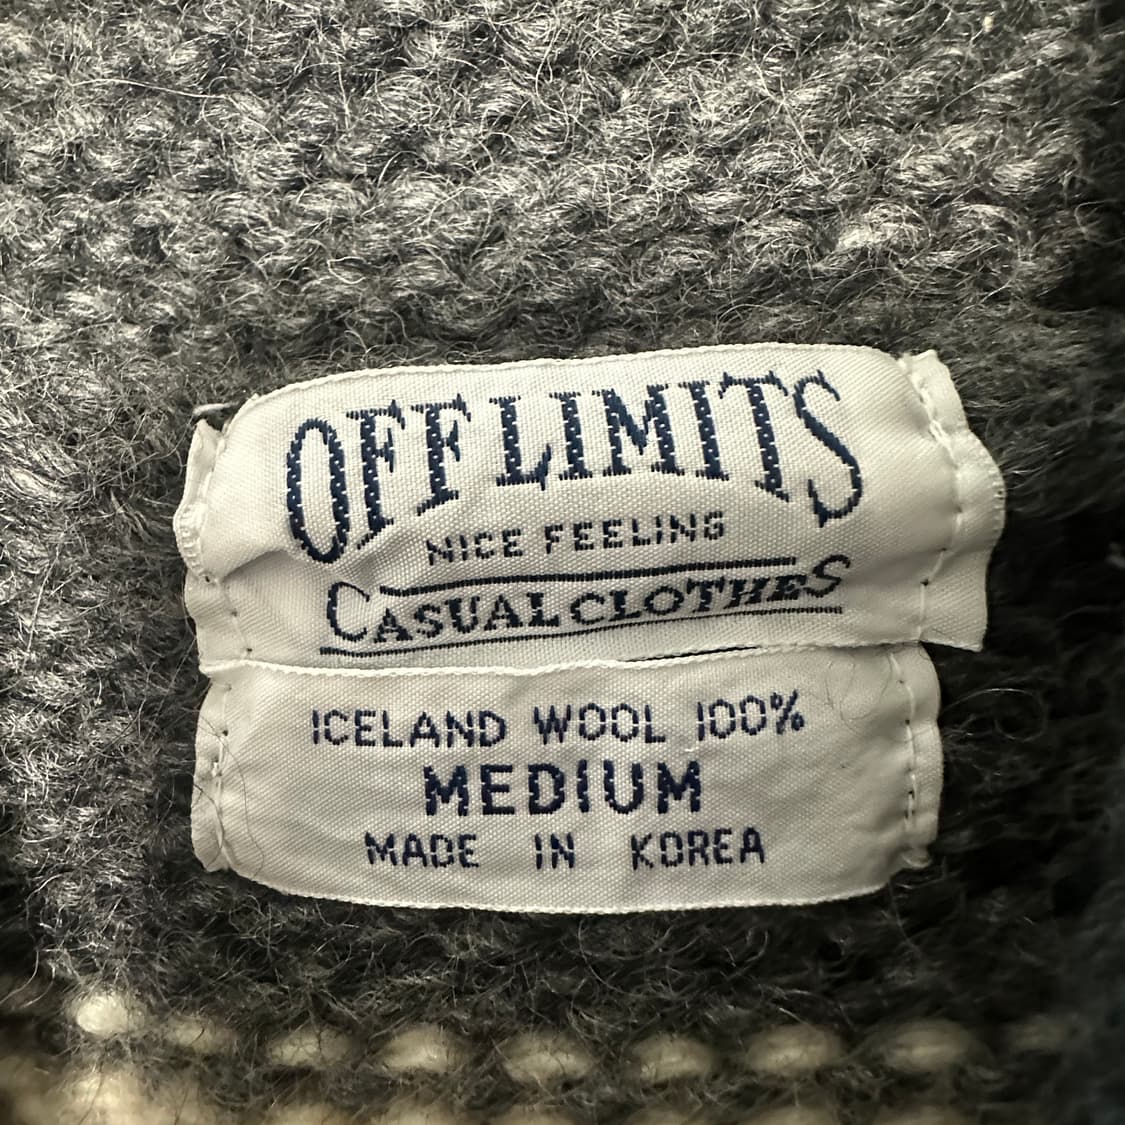 OFF LIMITS
NICE FEELING
CASUAL CLOTHES
ICELAND WOOL 100%
MEDIUM
MADE IN KOREA